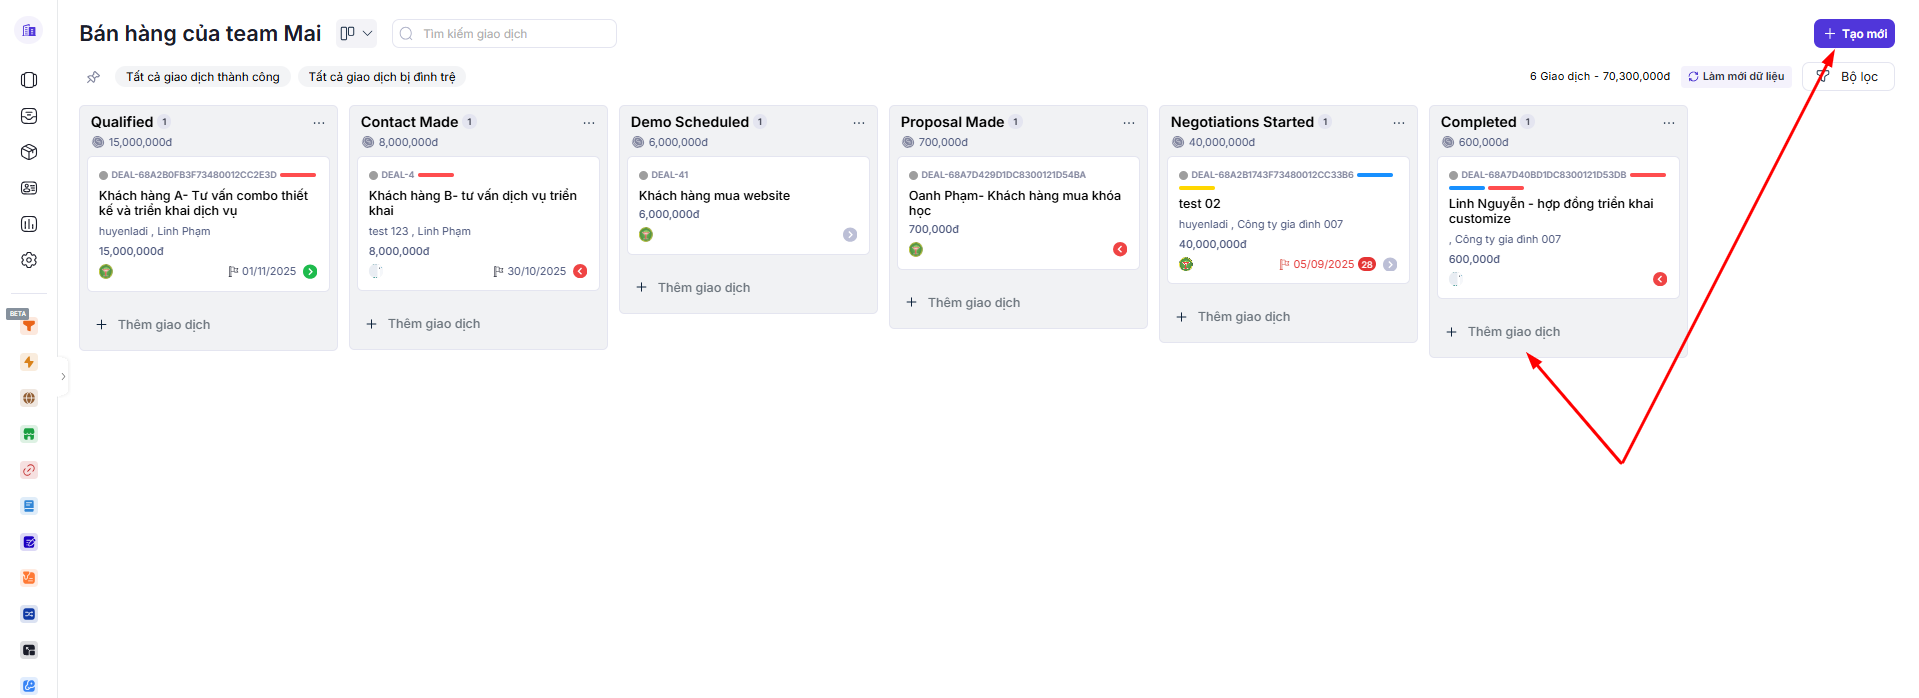 Bán hàng của team Mai
Tìm kiếm giao dịch
Tạo mới
Tất cả giao dịch thành công
Tất cả giao dịch bị đình trệ
6 Giao dịch - 70,300,000đ
Làm mới dữ liệu
Bộ lọc
Qualified 1
15,000,000đ
DEAL-68A2B0FB3F73480012CC2E3D
Khách hàng A- Tư vấn combo thiết
kế và triển khai dịch vụ
huyenladi , Linh Phạm
15,000,000đ
01/11/2025
Thêm giao dịch
Contact Made 1
8,000,000đ
DEAL-4
Khách hàng B- tư vấn dịch vụ triển
khai
test 123 , Linh Phạm
8,000,000đ
30/10/2025
Thêm giao dịch
Demo Scheduled 1
6,000,000đ
DEAL-41
Khách hàng mua website
6,000,000đ
Thêm giao dịch
Proposal Made 1
700,000đ
DEAL-68A7D429D1DC8300121D54BA
Oanh Phạm- Khách hàng mua khóa
học
700,000đ
Thêm giao dịch
Negotiations Started 1
40,000,000đ
DEAL-68A2B1743F73480012CC33B6
test 02
huyenladi , Công ty gia đình 007
40,000,000đ
05/09/2025 28
Thêm giao dịch
Completed 1
600,000đ
DEAL-68A7D40BD1DC8300121D53DB
Linh Nguyễn - hợp đồng triển khai
customize
, Công ty gia đình 007
600,000đ
Thêm giao dịch
BETA